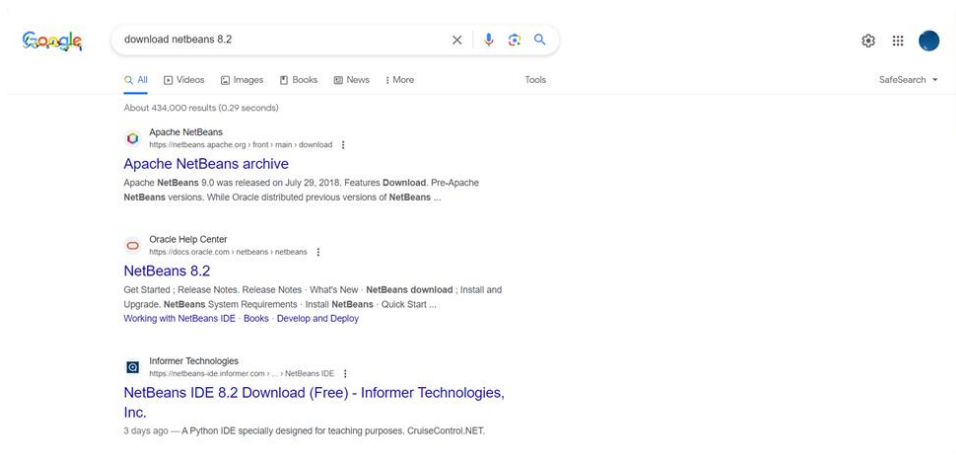 Google
download netbeans 8.2
All Videos Images Books News More Tools SafeSearch
About 434,000 results (0.29 seconds)
Apache NetBeans
https://netbeans.apache.org › front › main › download
Apache NetBeans archive
Apache NetBeans 9.0 was released on July 29, 2018. Features Download. Pre-Apache
NetBeans versions. While Oracle distributed previous versions of NetBeans ...
Oracle Help Center
https://docs.oracle.com › netbeans › netbeans
NetBeans 8.2
Get Started ; Release Notes. Release Notes · What's New · NetBeans download ; Install and
Upgrade. NetBeans System Requirements · Install NetBeans · Quick Start ...
Working with NetBeans IDE · Books · Develop and Deploy
Informer Technologies
https://netbeans-ide.informer.com › ... › NetBeans IDE
NetBeans IDE 8.2 Download (Free) - Informer Technologies,
Inc.
3 days ago — A Python IDE specially designed for teaching purposes. CruiseControl.NET.